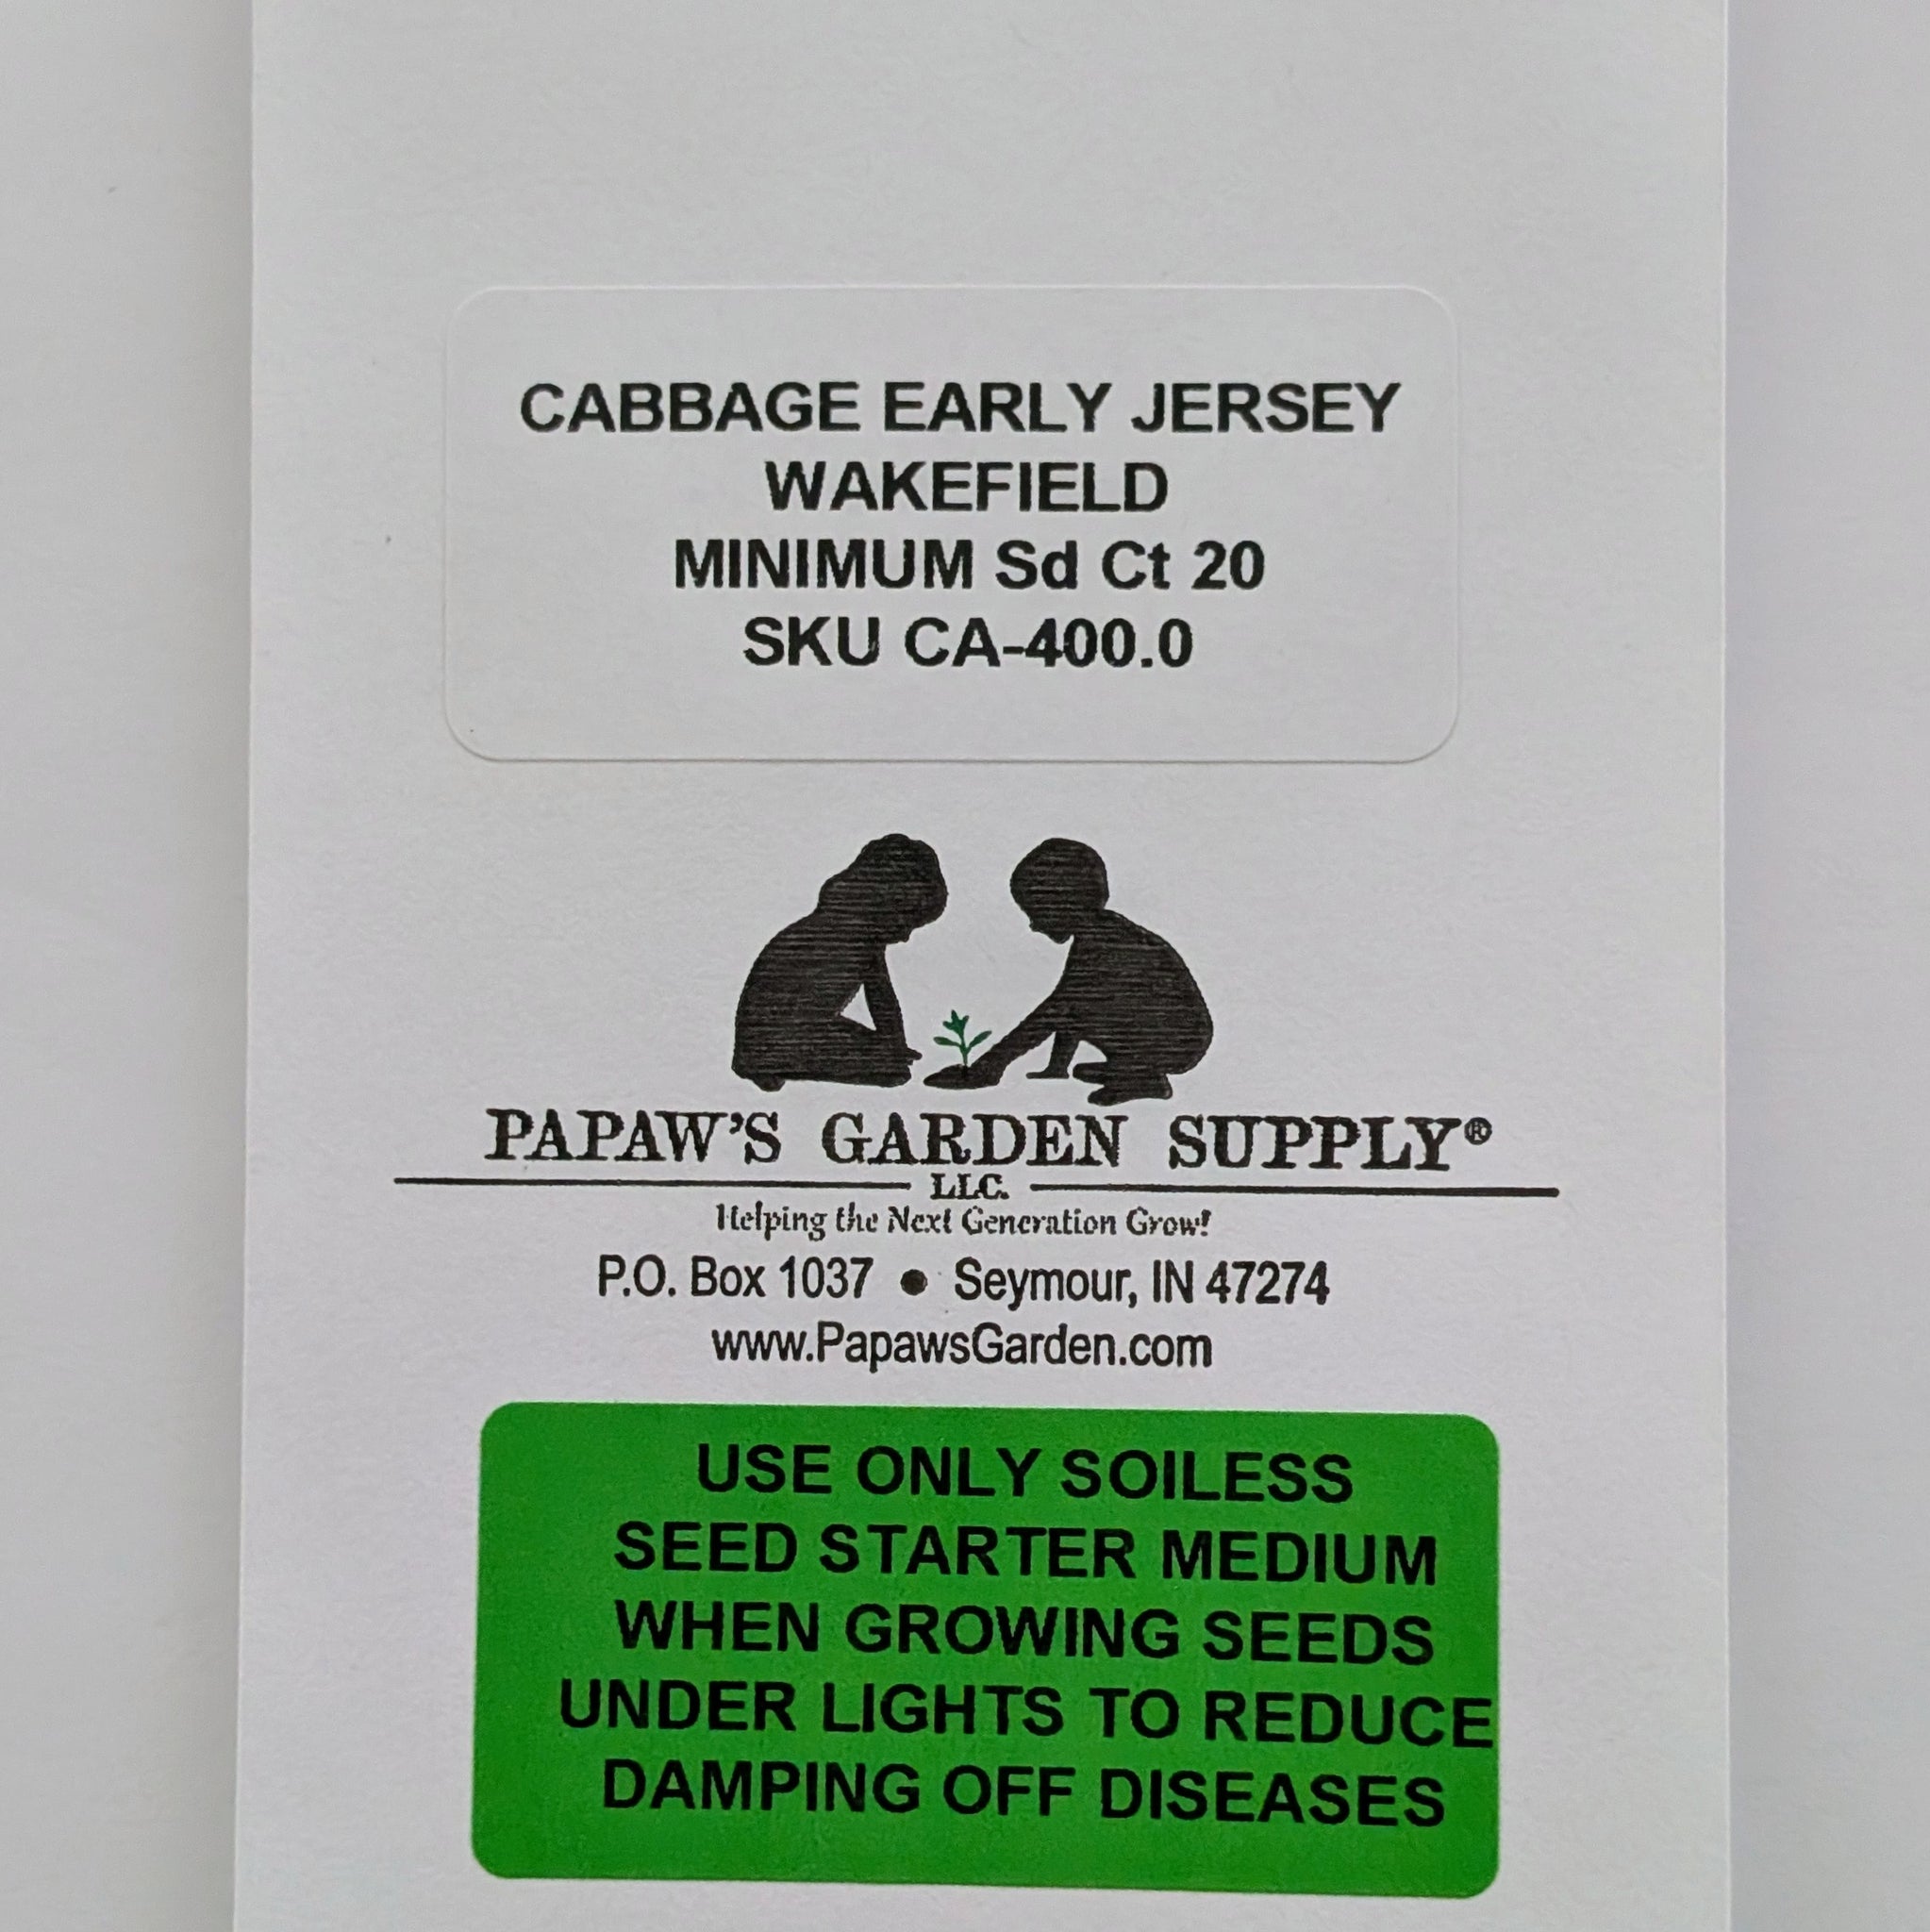 CABBAGE EARLY JERSEY
WAKEFIELD
MINIMUM Sd Ct 20
SKU CA-400.0
PAPAW'S GARDEN SUPPLY®
LLC.
Helping the Next Generation Grow!
P.O. Box 1037 • Seymour, IN 47274
www.PapawsGarden.com
USE ONLY SOILESS
SEED STARTER MEDIUM
WHEN GROWING SEEDS
UNDER LIGHTS TO REDUCE
DAMPING OFF DISEASES